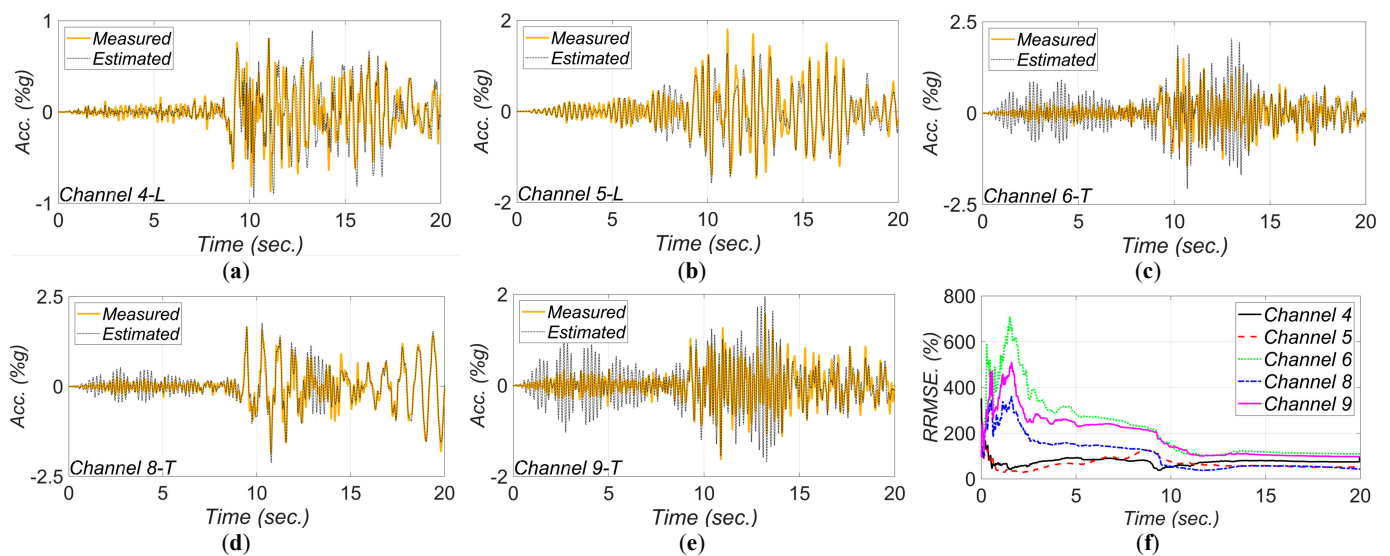 1
0
-1
Acc. (%g)
Measured
Estimated
Channel 4-L
0 5 10 15 20
Time (sec.)
(a)
2
0
-2
Acc. (%g)
Measured
Estimated
Channel 5-L
0 5 10 15 20
Time (sec.)
(b)
2.5
0
-2.5
Acc. (%g)
Measured
Estimated
Channel 6-T
0 5 10 15 20
Time (sec.)
(c)
2.5
0
-2.5
Acc. (%g)
Measured
Estimated
Channel 8-T
0 5 10 15 20
Time (sec.)
(d)
2
0
-2
Acc. (%g)
Measured
Estimated
Channel 9-T
0 5 10 15 20
Time (sec.)
(e)
800
600
400
200
0
RRMSE. (%)
Channel 4
Channel 5
Channel 6
Channel 8
Channel 9
0 5 10 15 20
Time (sec.)
(f)